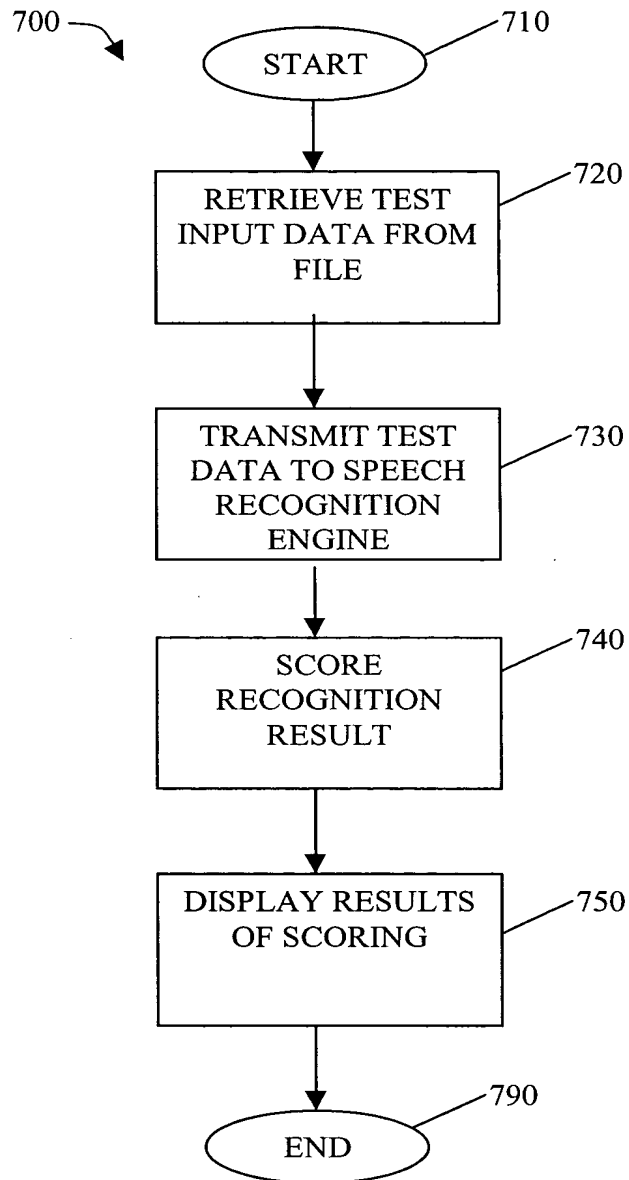 700
710
START
720
RETRIEVE TEST
INPUT DATA FROM
FILE
730
TRANSMIT TEST
DATA TO SPEECH
RECOGNITION
ENGINE
740
SCORE
RECOGNITION
RESULT
750
DISPLAY RESULTS
OF SCORING
790
END